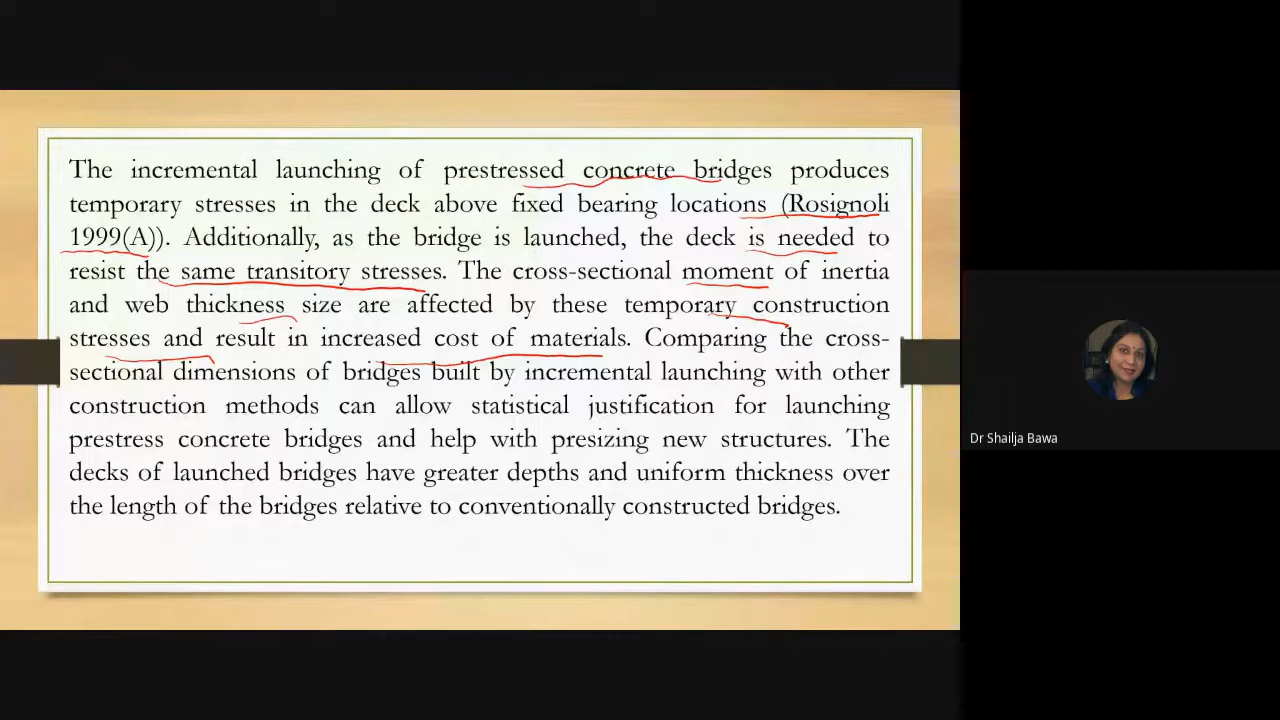 The incremental launching of prestressed concrete bridges produces
temporary stresses in the deck above fixed bearing locations (Rosignoli
1999(A)). Additionally, as the bridge is launched, the deck is needed to
resist the same transitory stresses. The cross-sectional moment of inertia
and web thickness size are affected by these temporary construction
stresses and result in increased cost of materials. Comparing the cross-
sectional dimensions of bridges built by incremental launching with other
construction methods can allow statistical justification for launching
prestress concrete bridges and help with presizing new structures. The
decks of launched bridges have greater depths and uniform thickness over
the length of the bridges relative to conventionally constructed bridges.
Dr Shailja Bawa